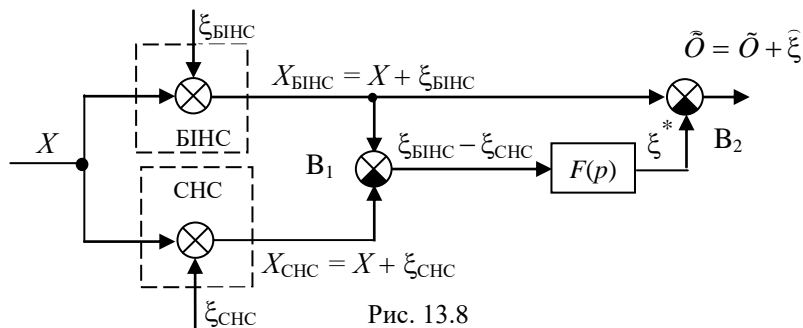 ξБІНС
X̂̃ Õ = Õ + ξ̂
XБІНС = X + ξБІНС
БІНС
X
B1
ξБІНС − ξСНС
F(p)
ξ*
B2
СНС
XСНС = X + ξСНС
ξСНС
Рис. 13.8